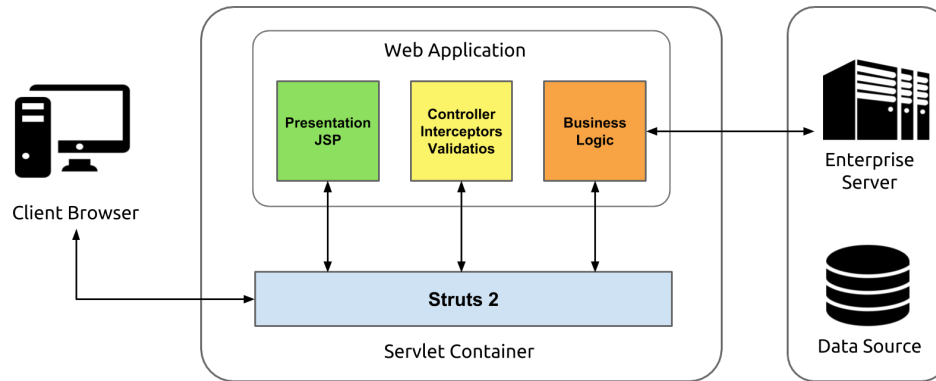 Web Application
Presentation
JSP
Controller
Interceptors
Validatios
Business
Logic
Enterprise
Server
Client Browser
Struts 2
Servlet Container
Data Source